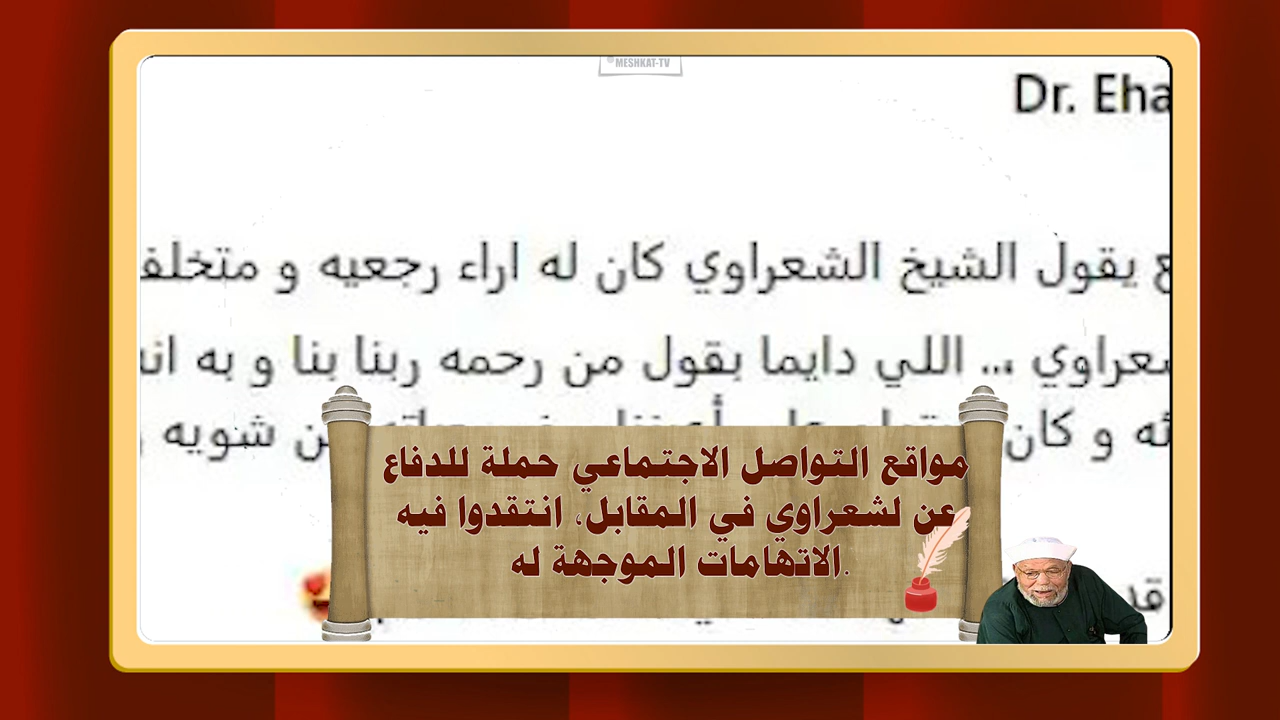 MESHKAT-TV
Dr. Eha
ع يقول الشيخ الشعراوي كان له اراء رجعيه و متخلف
شعراوي ... اللي دايما بقول من رحمه ربنا بنا و به انه
ئه و كان شويه
مواقع التواصل الاجتماعي حملة للدفاع
عن لشعراوي في المقابل، انتقدوا فيه
الاتهامات الموجهة له.